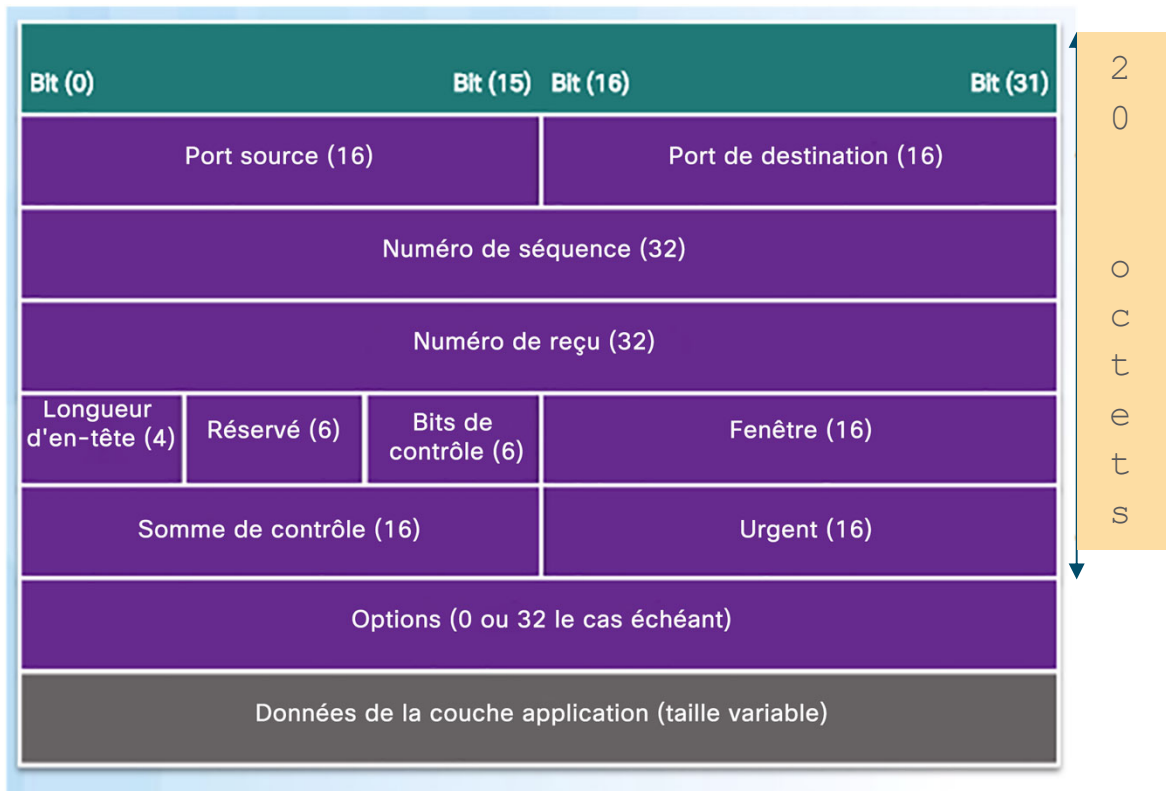 Bit (0) Bit (15) Bit (16) Bit (31)
Port source (16) Port de destination (16)
Numéro de séquence (32)
Numéro de reçu (32)
Longueur
d'en-tête (4)
Réservé (6)
Bits de
contrôle (6)
Fenêtre (16)
Somme de contrôle (16) Urgent (16)
Options (0 ou 32 le cas échéant)
Données de la couche application (taille variable)
20 octets